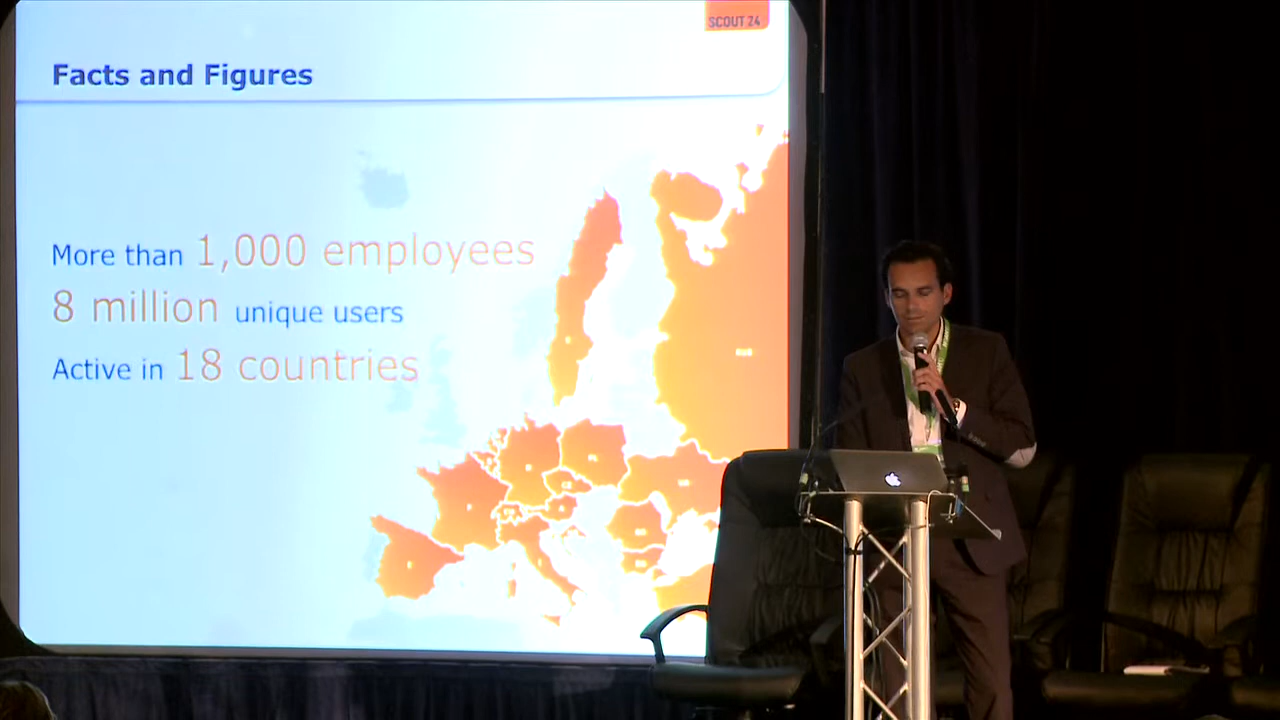 SCOUT 24
Facts and Figures
More than 1,000 employees
8 million unique users
Active in 18 countries